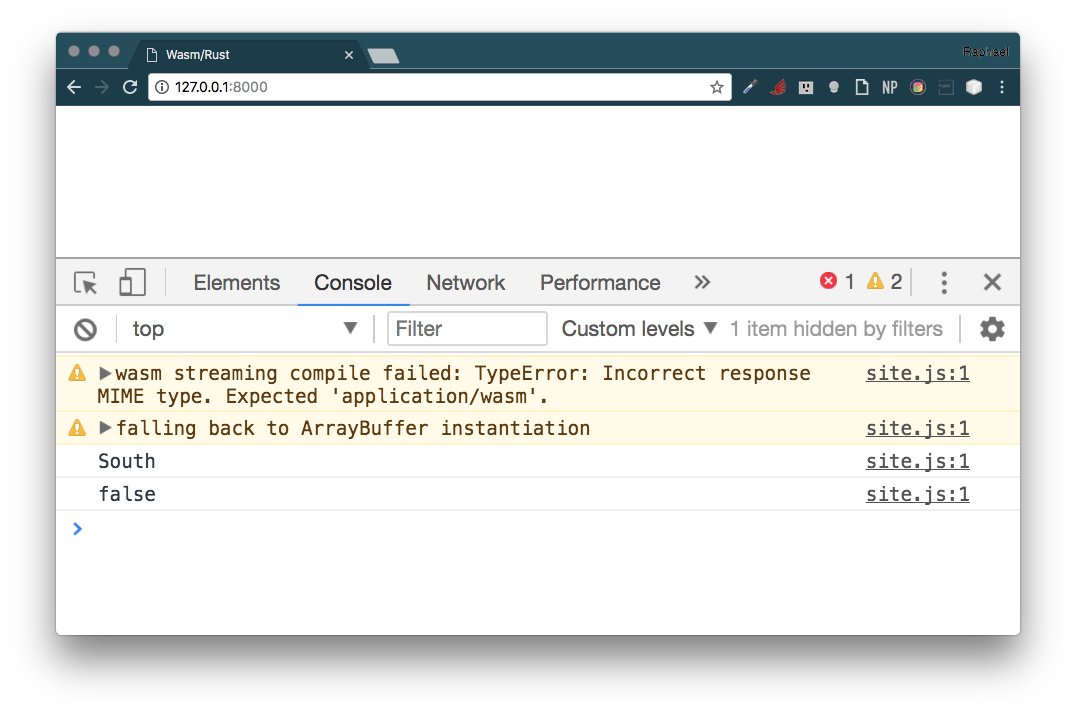 Wasm/Rust
Raphael
127.0.0.1:8000
NP
Elements Console Network Performance 1 2
top Filter Custom levels 1 item hidden by filters
wasm streaming compile failed: TypeError: Incorrect response site.js:1
MIME type. Expected 'application/wasm'.
falling back to ArrayBuffer instantiation site.js:1
South site.js:1
false site.js:1